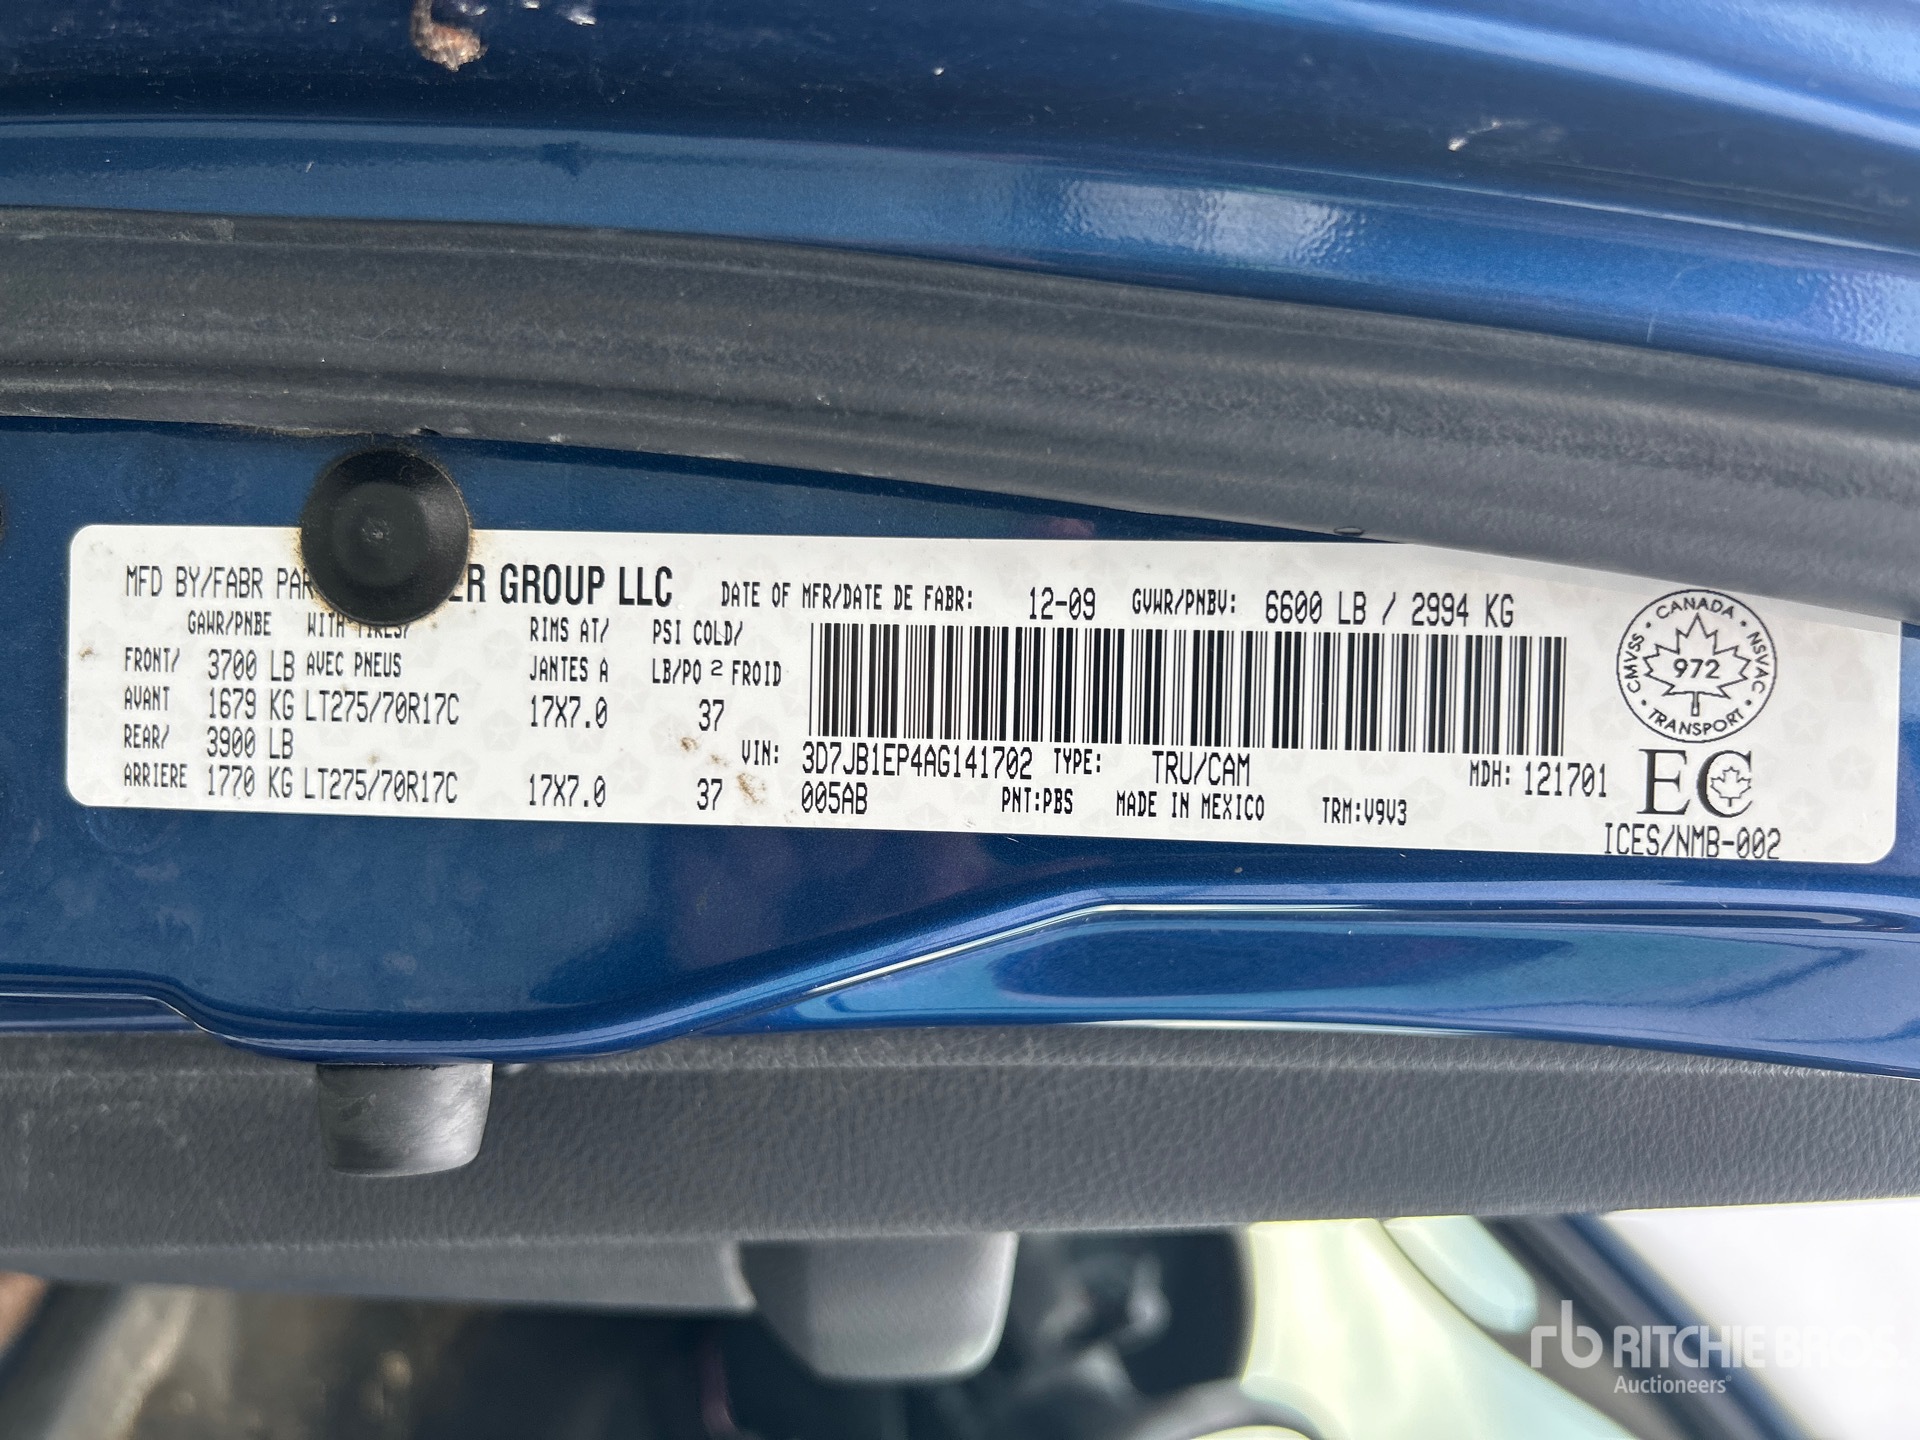 MFD BY/FABR PAR ER GROUP LLC DATE OF MFR/DATE DE FABR: 12-09 GVWR/PNBV: 6600 LB / 2994 KG
GAWR/PNBE WITH TIRES/ RIMS AT/ PSI COLD/
FRONT/ 3700 LB AVEC PNEUS JANTES A LB/PO 2 FROID
AVANT 1679 KG LT275/70R17C 17X7.0 37
REAR/ 3900 LB
ARRIERE 1770 KG LT275/70R17C 17X7.0 37
VIN: 3D7JB1EP4AG141702 TYPE: TRU/CAM MDH: 121701
005AB PNT:PBS MADE IN MEXICO TRM:V9V3
CANADA
CMVSS • NSVAC
972
TRANSPORT
EC
ICES/NMB-002
rb RITCHIE BROS.
Auctioneers